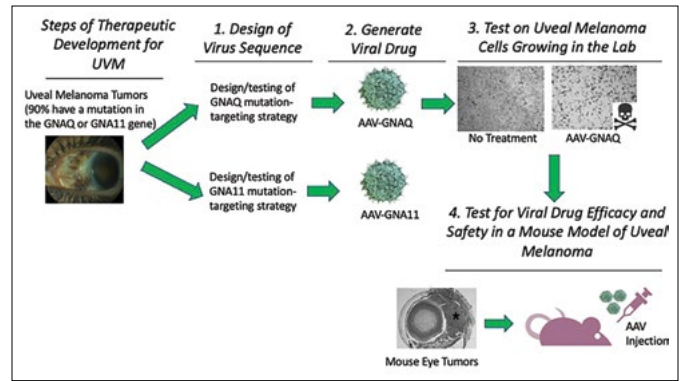 Steps of Therapeutic
Development for
UVM
1. Design of
Virus Sequence
2. Generate
Viral Drug
3. Test on Uveal Melanoma
Cells Growing in the Lab
Uveal Melanoma Tumors
(90% have a mutation in
the GNAQ or GNA11 gene)
Design/testing of
GNAQ mutation-
targeting strategy
AAV-GNAQ
No Treatment
AAV-GNAQ
Design/testing of
GNA11 mutation-
targeting strategy
AAV-GNA11
4. Test for Viral Drug Efficacy and
Safety in a Mouse Model of Uveal
Melanoma
*
Mouse Eye Tumors
AAV
Injection